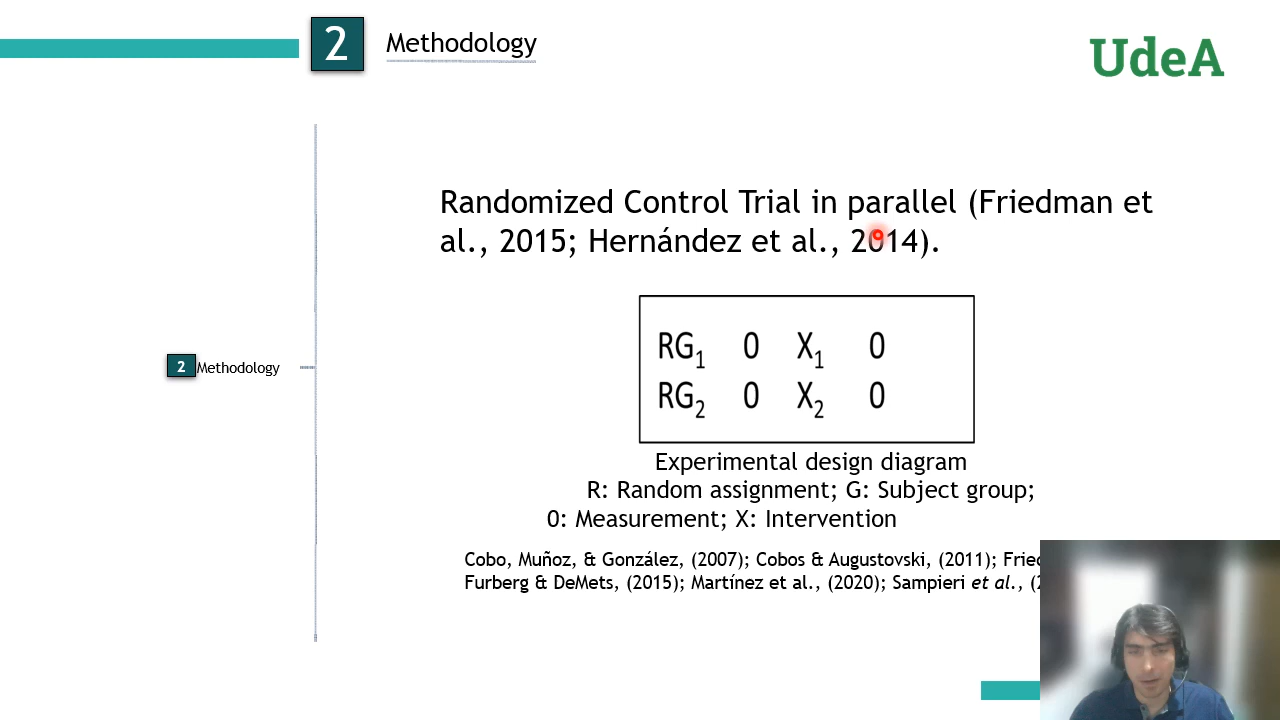 2 Methodology
UdeA
Randomized Control Trial in parallel (Friedman et
al., 2015; Hernández et al., 2014).
2 Methodology
RG1 0 X1 0
RG2 0 X2 0
Experimental design diagram
R: Random assignment; G: Subject group;
0: Measurement; X: Intervention
Cobo, Muñoz, & González, (2007); Cobos & Augustovski, (2011);
Furberg & DeMets, (2015); Martínez et al., (2020); Sampieri et al.,